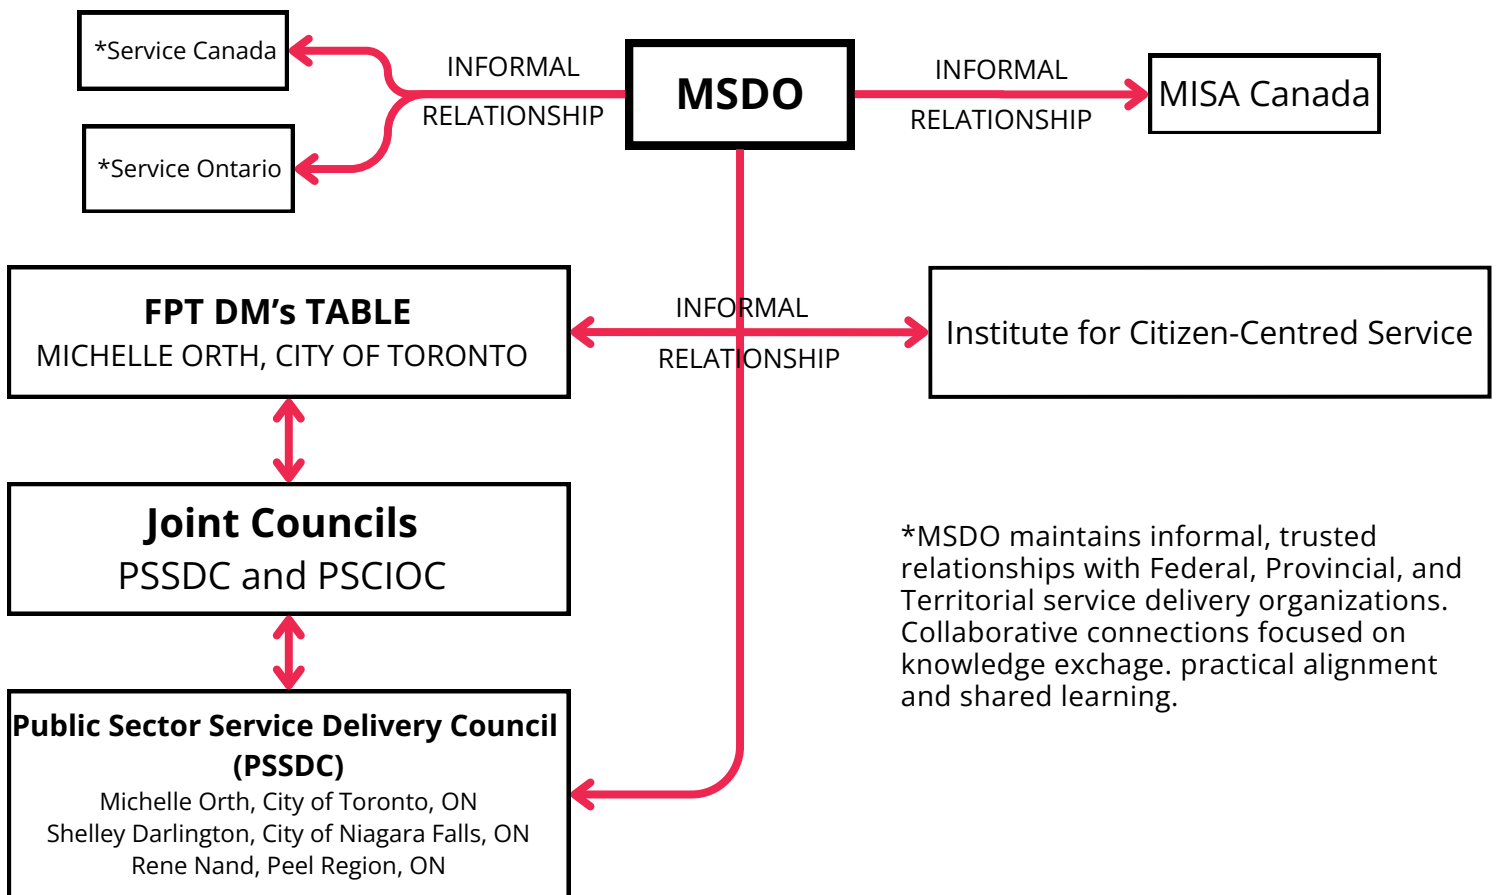 *Service Canada
*Service Ontario
INFORMAL
RELATIONSHIP
MSDO
INFORMAL
RELATIONSHIP
MISA Canada
FPT DM’s TABLE
MICHELLE ORTH, CITY OF TORONTO
INFORMAL
RELATIONSHIP
Institute for Citizen-Centred Service
Joint Councils
PSSDC and PSCIOC
*MSDO maintains informal, trusted
relationships with Federal, Provincial, and
Territorial service delivery organizations.
Collaborative connections focused on
knowledge exchage. practical alignment
and shared learning.
Public Sector Service Delivery Council
(PSSDC)
Michelle Orth, City of Toronto, ON
Shelley Darlington, City of Niagara Falls, ON
Rene Nand, Peel Region, ON